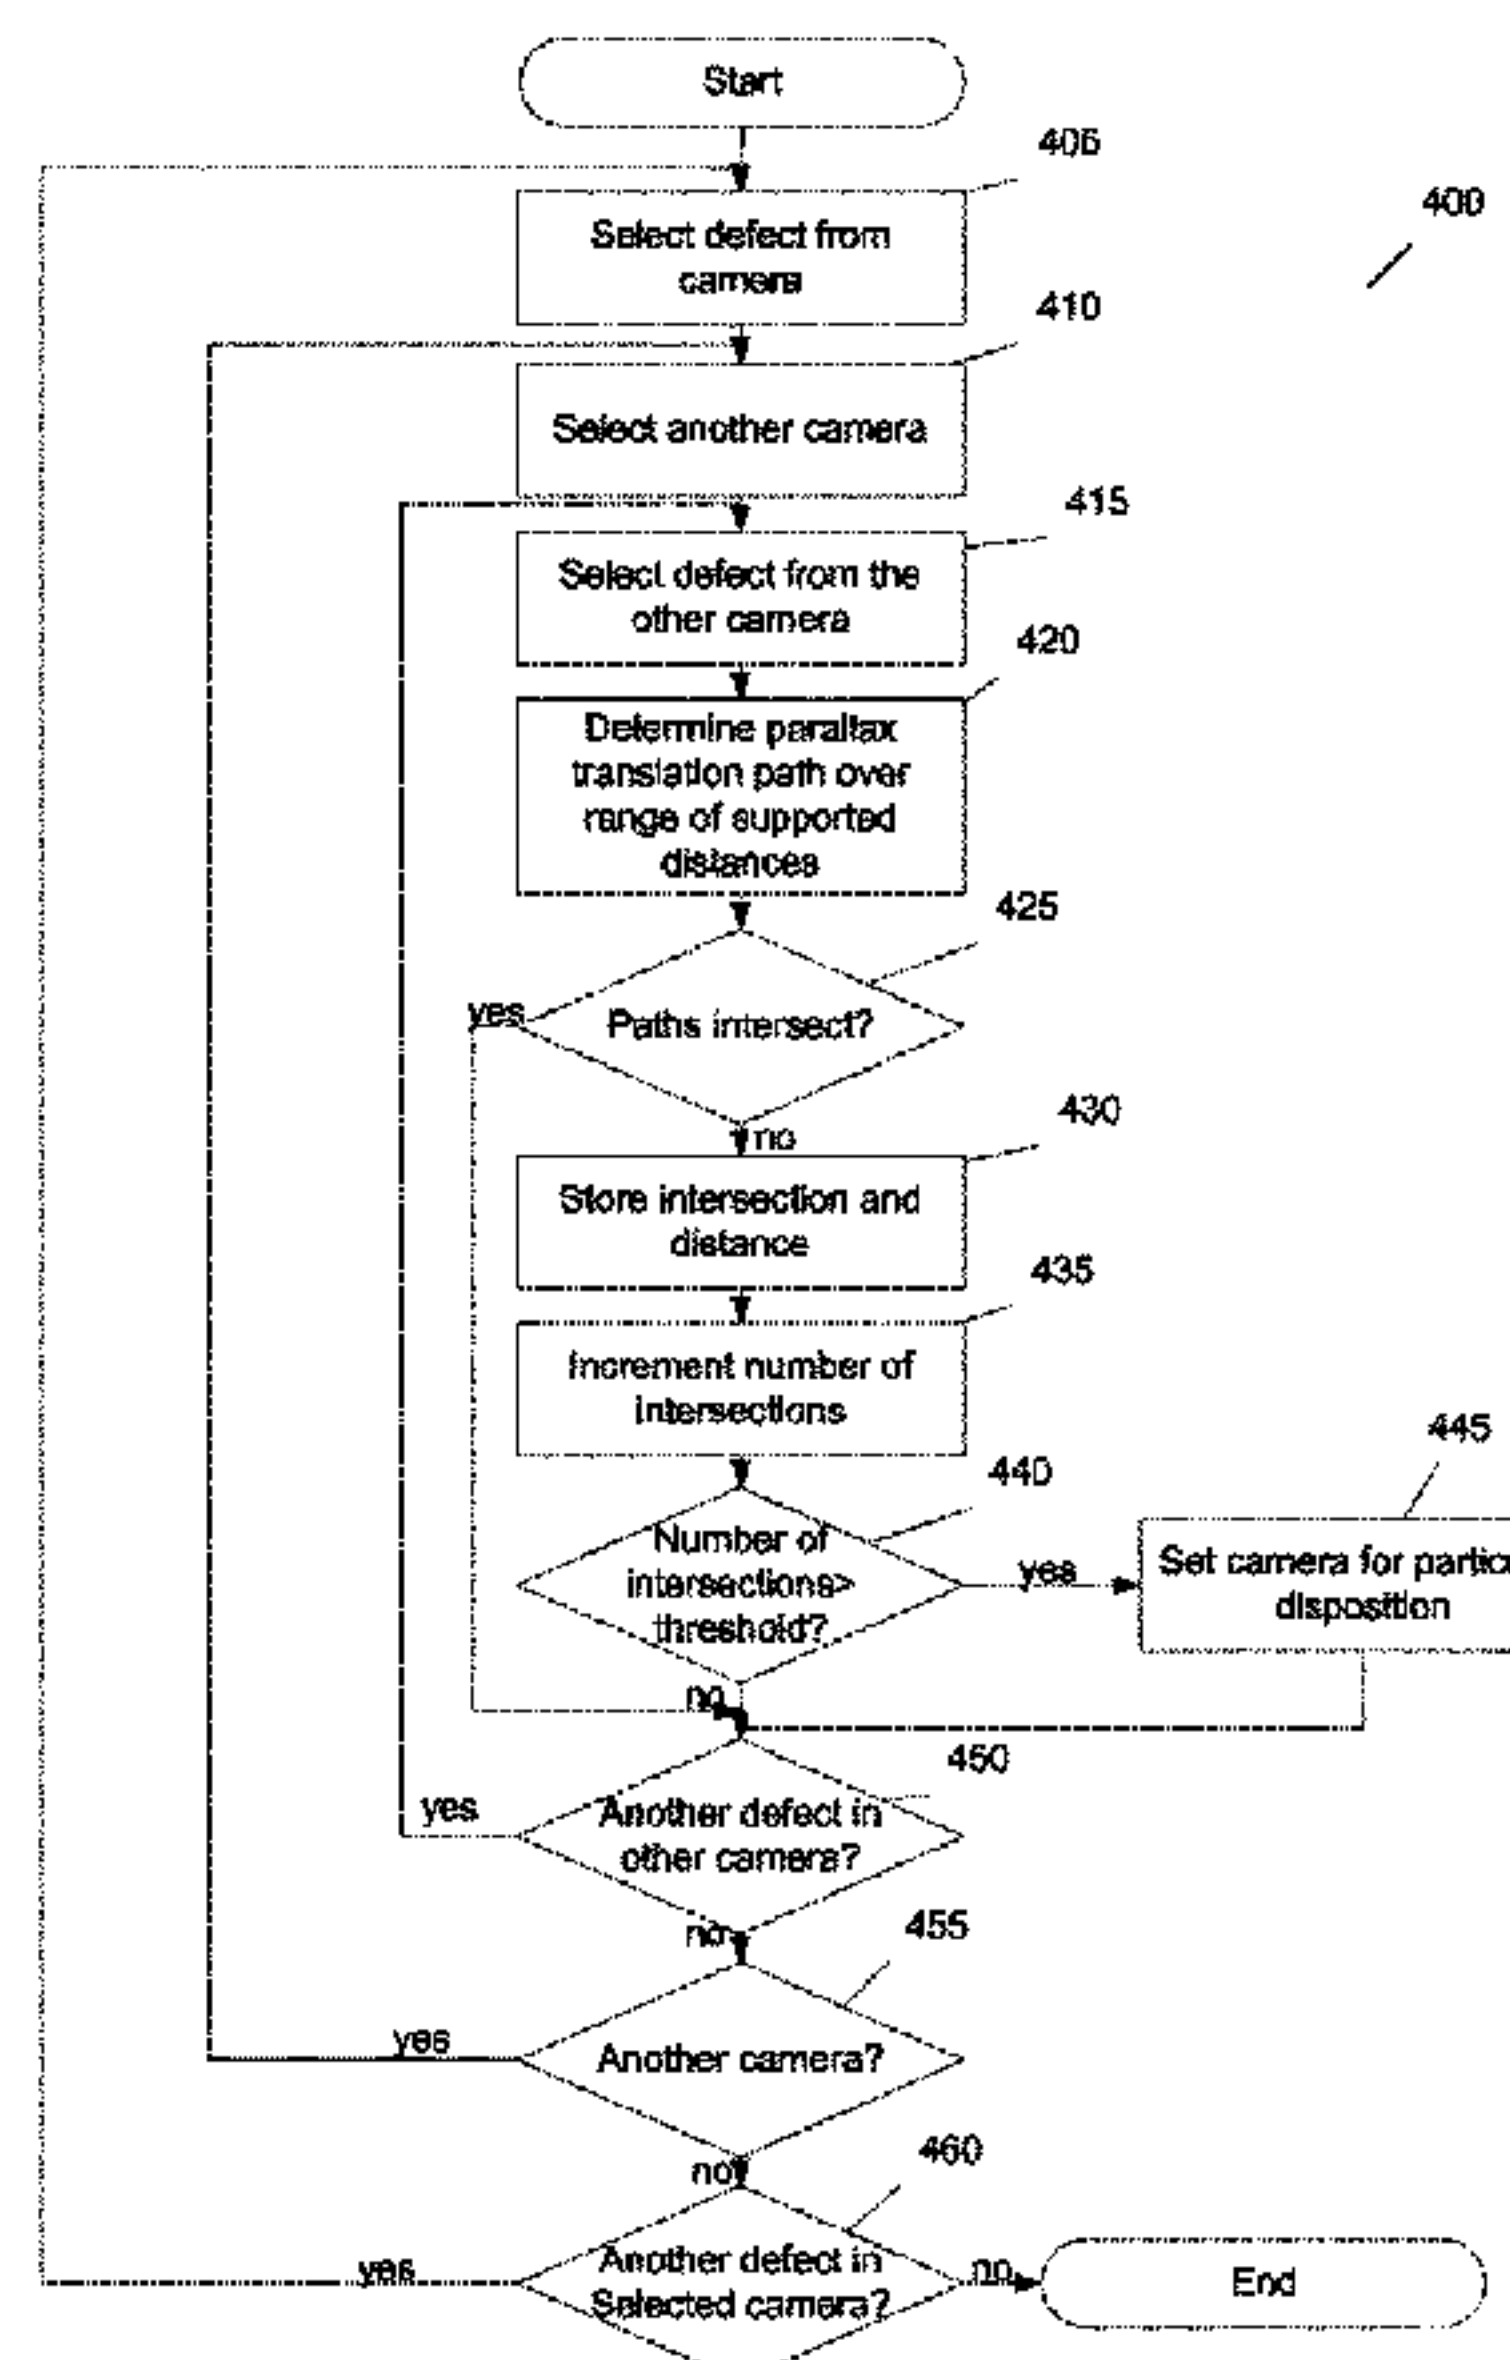 Start
405
400
Select defect from
camera
410
Select another camera
415
Select defect from the
other camera
420
Determine parallax
translation path over
range of supported
distances
425
yes
Paths intersect?
no
430
Store intersection and
distance
435
Increment number of
intersections
445
440
Number of
intersections>
threshold?
yes
Set camera for
disposition
no
450
yes
Another defect in
other camera?
no
455
yes
Another camera?
no
460
yes
Another defect in
Selected camera?
no
End